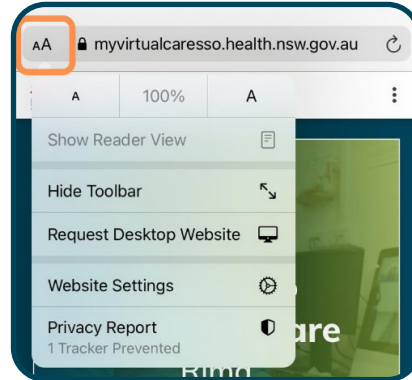 AA myvirtualcaresso.health.nsw.gov.au
A 100% A
Show Reader View
Hide Toolbar
Request Desktop Website
Website Settings
Privacy Report
1 Tracker Prevented
are